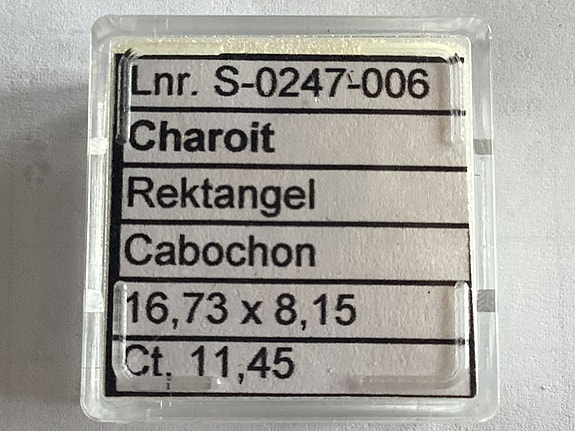 Lnr. S-0247-006
Charoit
Rektangel
Cabochon
16,73 x 8,15
Ct. 11,45